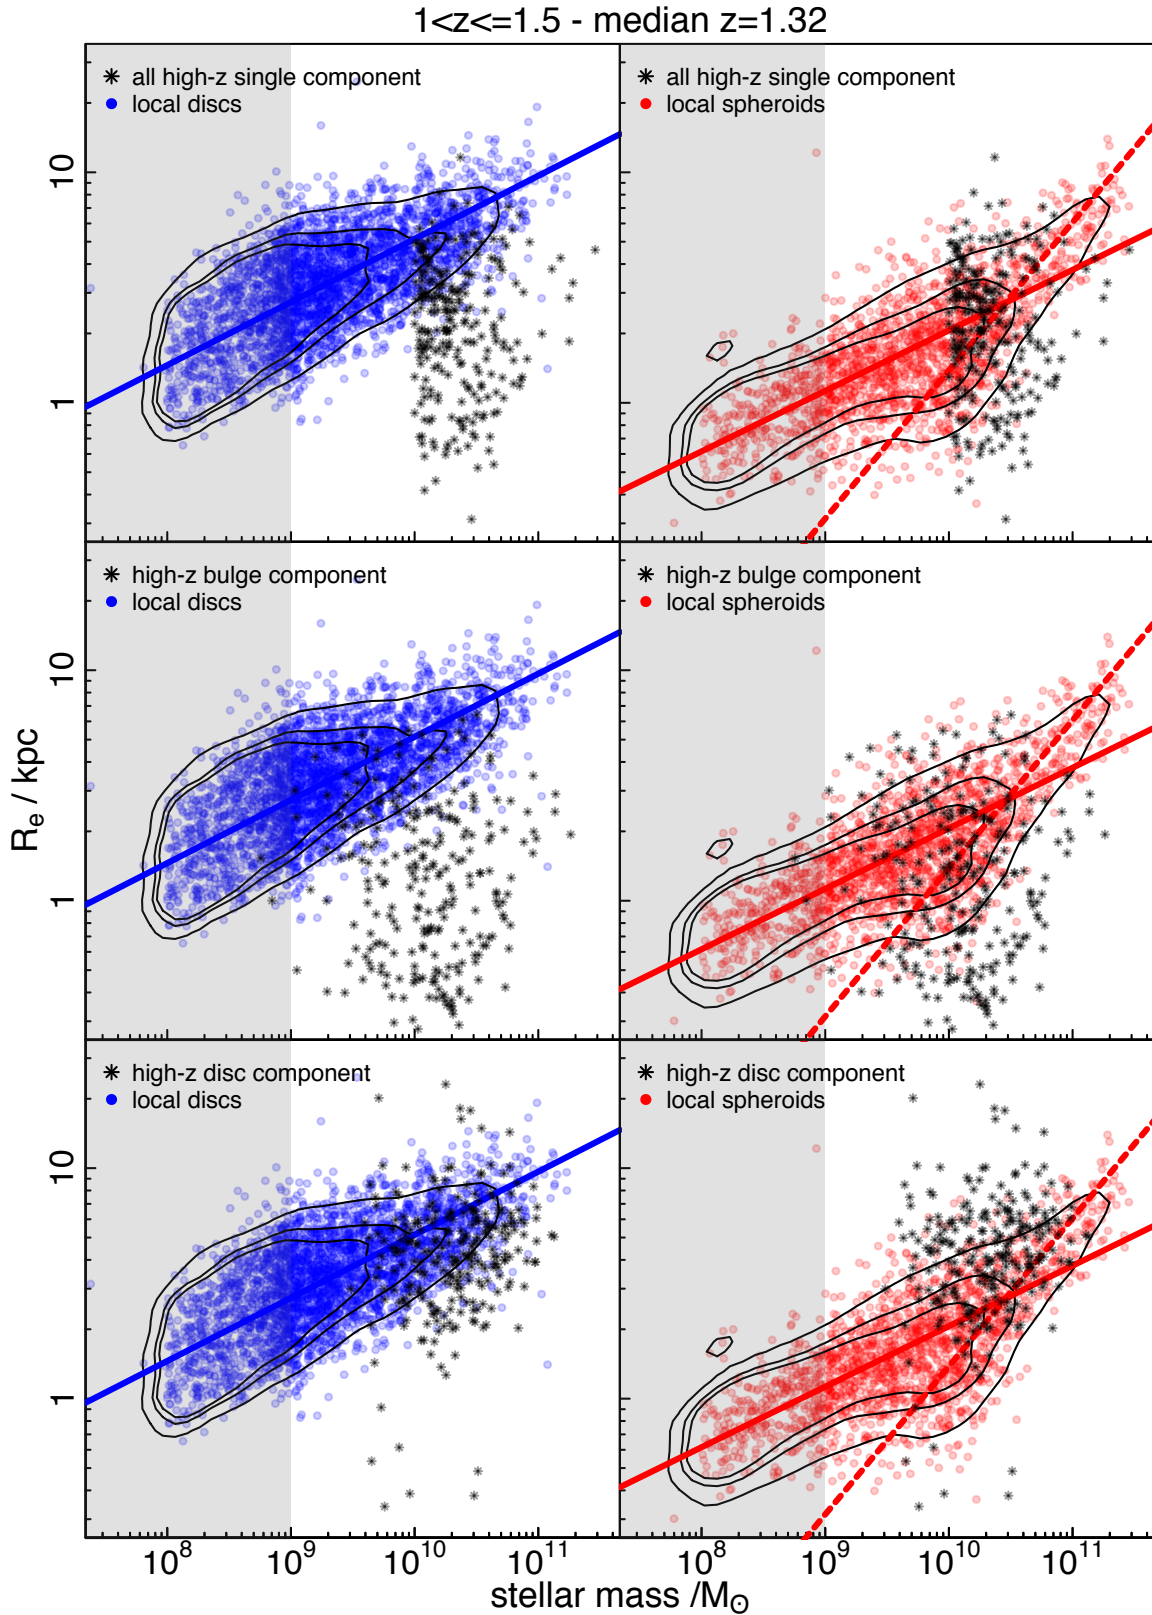 1<z<=1.5 - median z=1.32
all high-z single component
local discs
all high-z single component
local spheroids
10
1
high-z bulge component
local discs
high-z bulge component
local spheroids
10
1
R_e / kpc
high-z disc component
local discs
high-z disc component
local spheroids
10
1
10^8 10^9 10^10 10^11 10^8 10^9 10^10 10^11
stellar mass /M_⊙